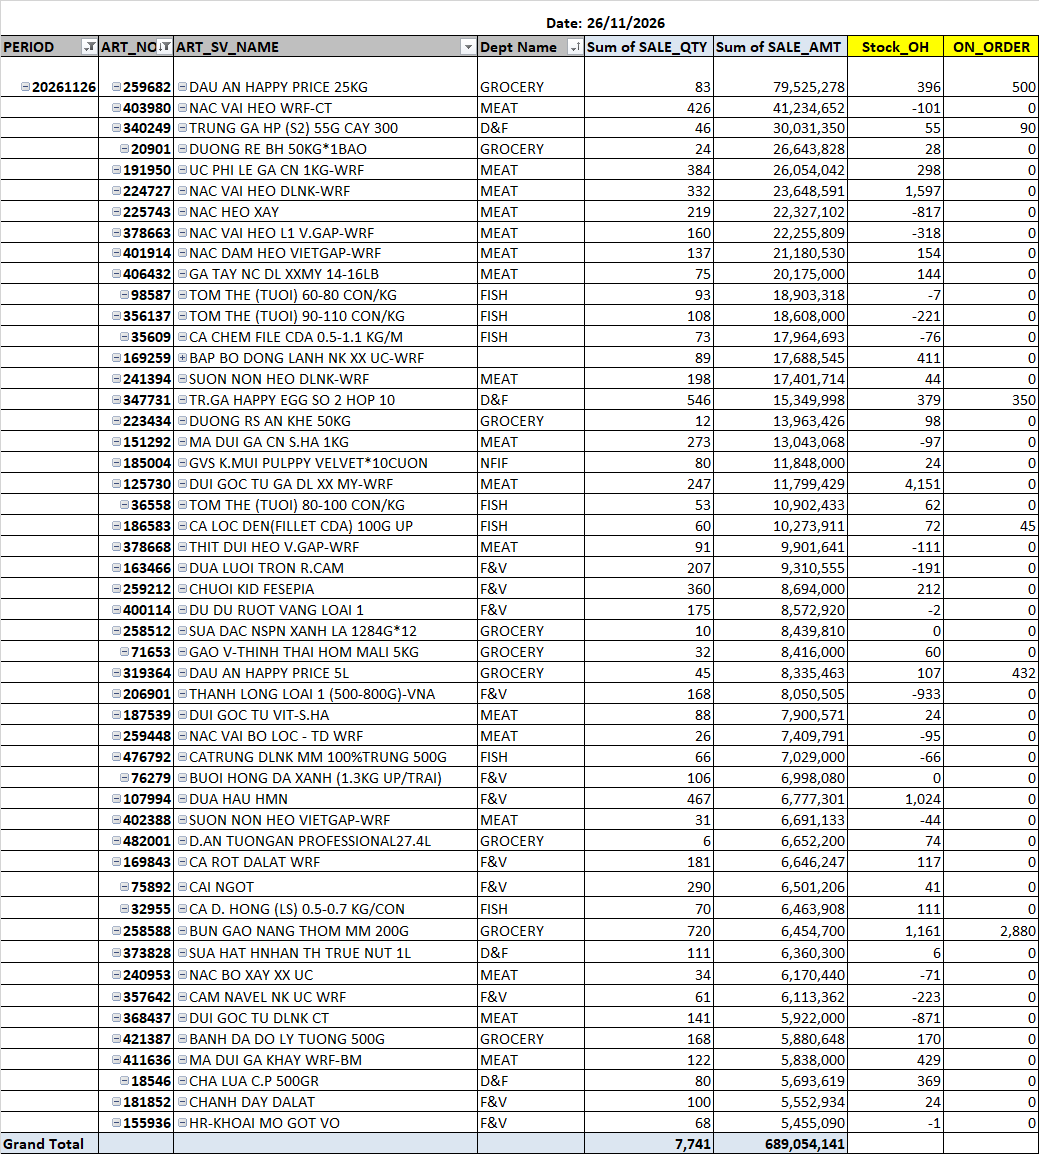 Date: 26/11/2026
PERIOD ART_NO ART_SV_NAME Dept Name Sum of SALE_QTY Sum of SALE_AMT Stock_OH ON_ORDER
20261126 259682 DAU AN HAPPY PRICE 25KG GROCERY 83 79,525,278 396 500
403980 NAC VAI HEO WRF-CT MEAT 426 41,234,652 -101 0
340249 TRUNG GA HP (S2) 55G CAY 300 D&F 46 30,031,350 55 90
20901 DUONG RE BH 50KG*1BAO GROCERY 24 26,643,828 28 0
191950 UC PHI LE GA CN 1KG-WRF MEAT 384 26,054,042 298 0
224727 NAC VAI HEO DLNK-WRF MEAT 332 23,648,591 1,597 0
225743 NAC HEO XAY MEAT 219 22,327,102 -817 0
378663 NAC VAI HEO L1 V.GAP-WRF MEAT 160 22,255,809 -318 0
401914 NAC DAM HEO VIETGAP-WRF MEAT 137 21,180,530 154 0
406432 GA TAY NC DL XXMY 14-16LB MEAT 75 20,175,000 144 0
98587 TOM THE (TUOI) 60-80 CON/KG FISH 93 18,903,318 -7 0
356137 TOM THE (TUOI) 90-110 CON/KG FISH 108 18,608,000 -221 0
35609 CA CHEM FILE CDA 0.5-1.1 KG/M FISH 73 17,964,693 -76 0
169259 BAP BO DONG LANH NK XX UC-WRF 89 17,688,545 411 0
241394 SUON NON HEO DLNK-WRF MEAT 198 17,401,714 44 0
347731 TR.GA HAPPY EGG SO 2 HOP 10 D&F 546 15,349,998 379 350
223434 DUONG RS AN KHE 50KG GROCERY 12 13,963,426 98 0
151292 MA DUI GA CN S.HA 1KG MEAT 273 13,043,068 -97 0
185004 GVS K.MUI PULPPY VELVET*10CUON NFIF 80 11,848,000 24 0
125730 DUI GOC TU GA DL XX MY-WRF MEAT 247 11,799,429 4,151 0
36558 TOM THE (TUOI) 80-100 CON/KG FISH 53 10,902,433 62 0
186583 CA LOC DEN(FILLET CDA) 100G UP FISH 60 10,273,911 72 45
378668 THIT DUI HEO V.GAP-WRF MEAT 91 9,901,641 -111 0
163466 DUA LUOI TRON R.CAM F&V 207 9,310,555 -191 0
259212 CHUOI KID FESEPIA F&V 360 8,694,000 212 0
400114 DU DU RUOT VANG LOAI 1 F&V 175 8,572,920 -2 0
258512 SUA DAC NSPN XANH LA 1284G*12 GROCERY 10 8,439,810 0 0
71653 GAO V-THINH THAI HOM MALI 5KG GROCERY 32 8,416,000 60 0
319364 DAU AN HAPPY PRICE 5L GROCERY 45 8,335,463 107 432
206901 THANH LONG LOAI 1 (500-800G)-VNA F&V 168 8,050,505 -933 0
187539 DUI GOC TU VIT-S.HA MEAT 88 7,900,571 24 0
259448 NAC VAI BO LOC - TD WRF MEAT 26 7,409,791 -95 0
476792 CATRUNG DLNK MM 100%TRUNG 500G FISH 66 7,029,000 -66 0
76279 BUOI HONG DA XANH (1.3KG UP/TRAI) F&V 106 6,998,080 0 0
107994 DUA HAU HMN F&V 467 6,777,301 1,024 0
402388 SUON NON HEO VIETGAP-WRF MEAT 31 6,691,133 -44 0
482001 D.AN TUONGAN PROFESSIONAL27.4L GROCERY 6 6,652,200 74 0
169843 CA ROT DALAT WRF F&V 181 6,646,247 117 0
75892 CAI NGOT F&V 290 6,501,206 41 0
32955 CA D. HONG (LS) 0.5-0.7 KG/CON FISH 70 6,463,908 111 0
258588 BUN GAO NANG THOM MM 200G GROCERY 720 6,454,700 1,161 2,880
373828 SUA HAT HNHAN TH TRUE NUT 1L D&F 111 6,360,300 6 0
240953 NAC BO XAY XX UC MEAT 34 6,170,440 -71 0
357642 CAM NAVEL NK UC WRF F&V 61 6,113,362 -223 0
368437 DUI GOC TU DLNK CT MEAT 141 5,922,000 -871 0
421387 BANH DA DO LY TUONG 500G GROCERY 168 5,880,648 170 0
411636 MA DUI GA KHAY WRF-BM MEAT 122 5,838,000 429 0
18546 CHA LUA C.P 500GR D&F 80 5,693,619 369 0
181852 CHANH DAY DALAT F&V 100 5,552,934 24 0
155936 HR-KHOAI MO GOT VO F&V 68 5,455,090 -1 0
Grand Total 7,741 689,054,141